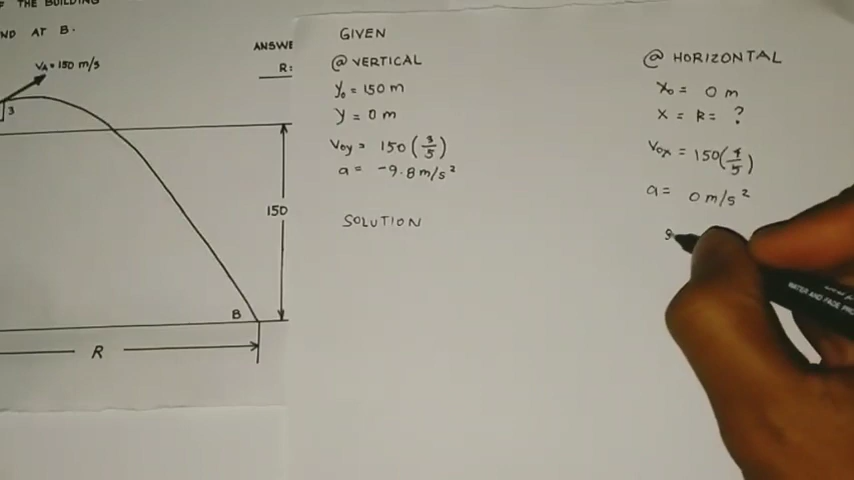 F THE BUILDING
ND AT B.
ANSWE
R:
VA = 150 m/s
3
150
B
R
GIVEN
@ VERTICAL
y₀ = 150 m
y = 0 m
Voy = 150 (3/5)
a = -9.8 m/s²
SOLUTION
@ HORIZONTAL
X₀ = 0 m
X = R = ?
Vox = 150(4/5)
a = 0 m/s²